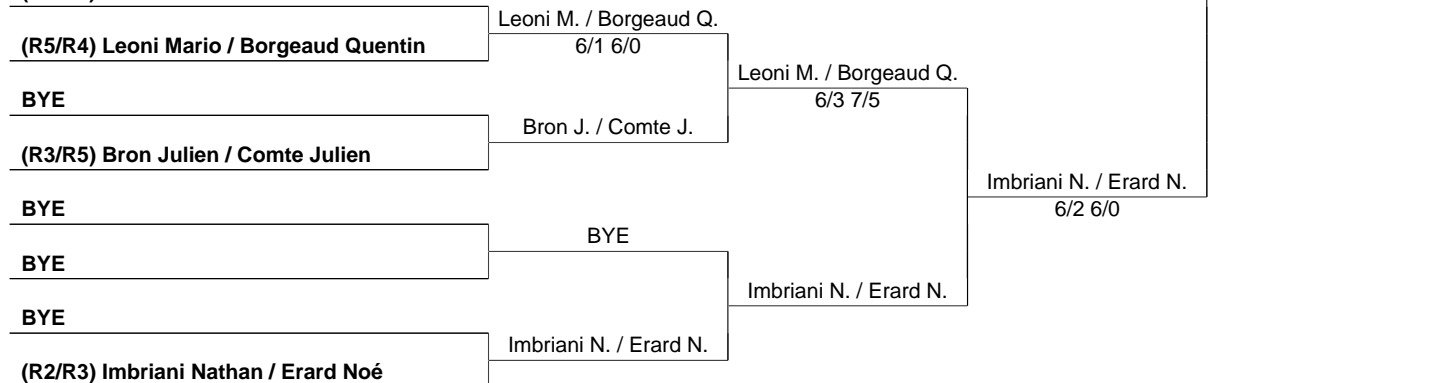 Leoni M. / Borgeaud Q.
(R5/R4) Leoni Mario / Borgeaud Quentin
6/1 6/0
Leoni M. / Borgeaud Q.
BYE
6/3 7/5
Bron J. / Comte J.
(R3/R5) Bron Julien / Comte Julien
Imbriani N. / Erard N.
BYE
6/2 6/0
BYE
BYE
Imbriani N. / Erard N.
BYE
Imbriani N. / Erard N.
(R2/R3) Imbriani Nathan / Erard Noé